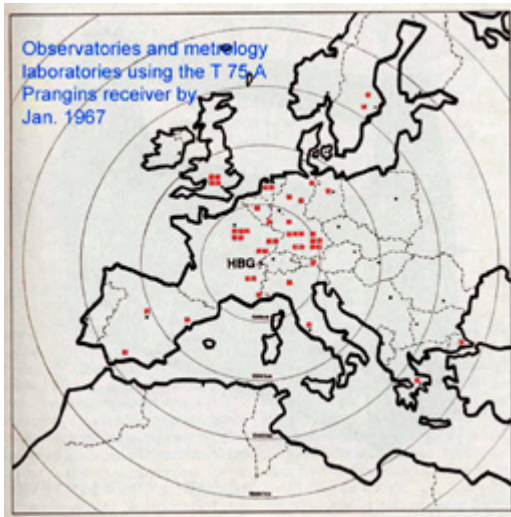 Observatories and metrology
laboratories using the T 75 A
Prangins receiver by
Jan. 1967
HBG